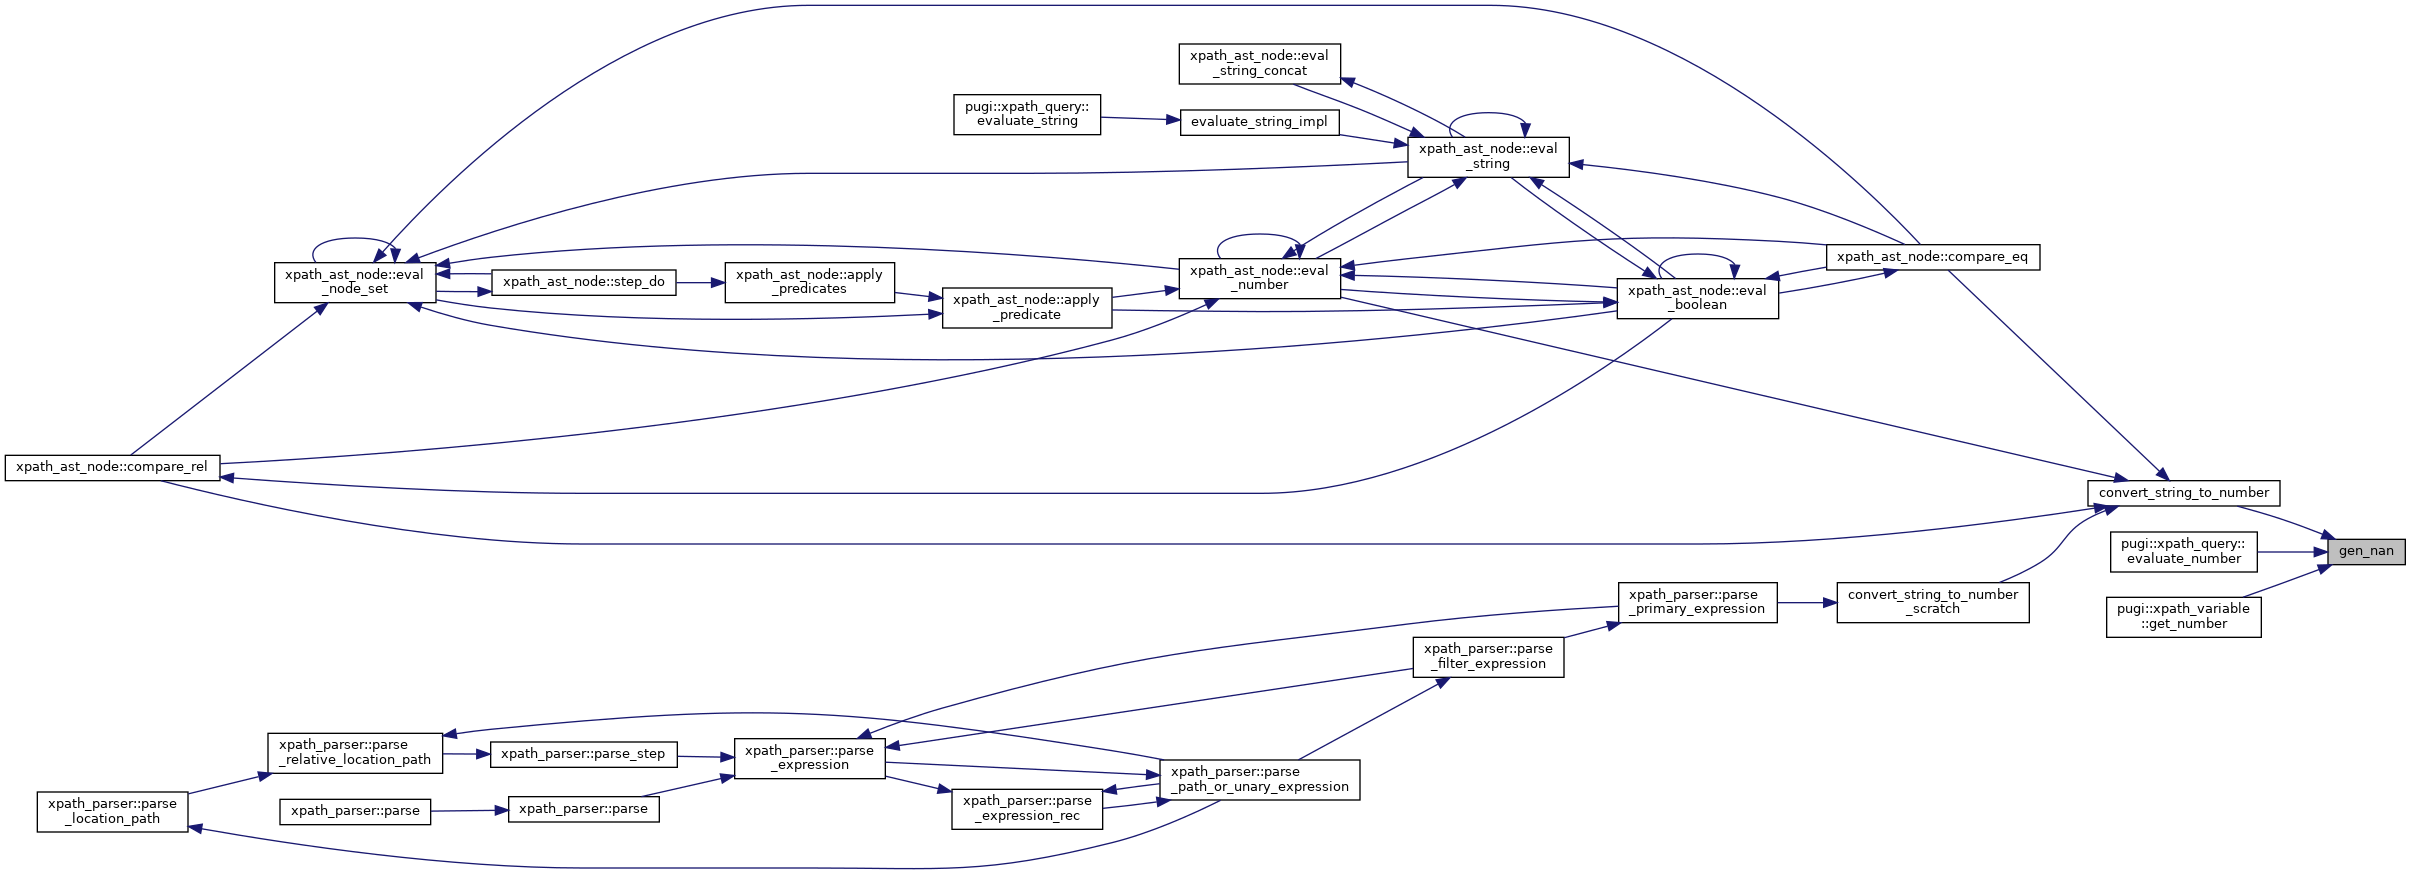 xpath_ast_node::eval
_string_concat
pugi::xpath_query::
evaluate_string
evaluate_string_impl
xpath_ast_node::eval
_string
xpath_ast_node::eval
_node_set
xpath_ast_node::step_do
xpath_ast_node::apply
_predicates
xpath_ast_node::apply
_predicate
xpath_ast_node::eval
_number
xpath_ast_node::eval
_boolean
xpath_ast_node::compare_eq
xpath_ast_node::compare_rel
convert_string_to_number
gen_nan
pugi::xpath_query::
evaluate_number
pugi::xpath_variable
::get_number
convert_string_to_number
_scratch
xpath_parser::parse
_primary_expression
xpath_parser::parse
_filter_expression
xpath_parser::parse
_relative_location_path
xpath_parser::parse_step
xpath_parser::parse
_expression
xpath_parser::parse
_path_or_unary_expression
xpath_parser::parse
_location_path
xpath_parser::parse
xpath_parser::parse
xpath_parser::parse
_expression_rec